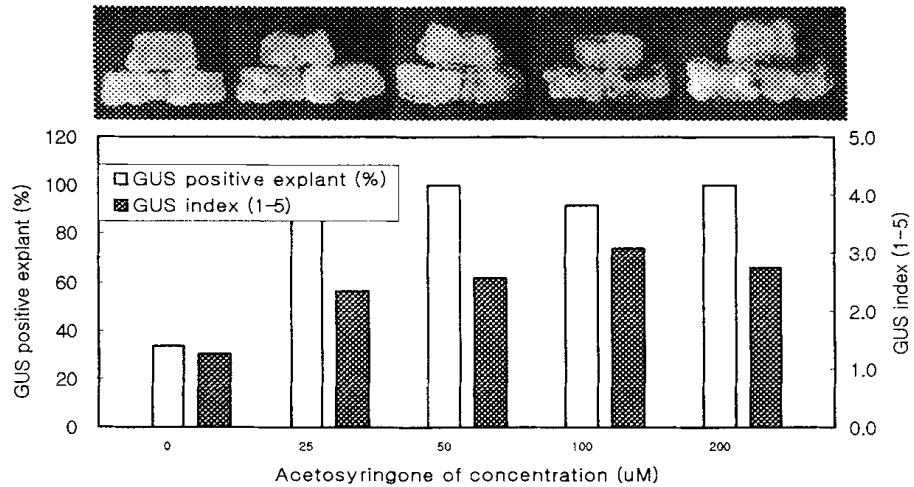 120
100
80
60
40
20
0
GUS positive explant (%)
GUS positive explant (%)
GUS index (1-5)
5.0
4.0
3.0
2.0
1.0
0.0
GUS index (1-5)
0 25 50 100 200
Acetosyringone of concentration (uM)